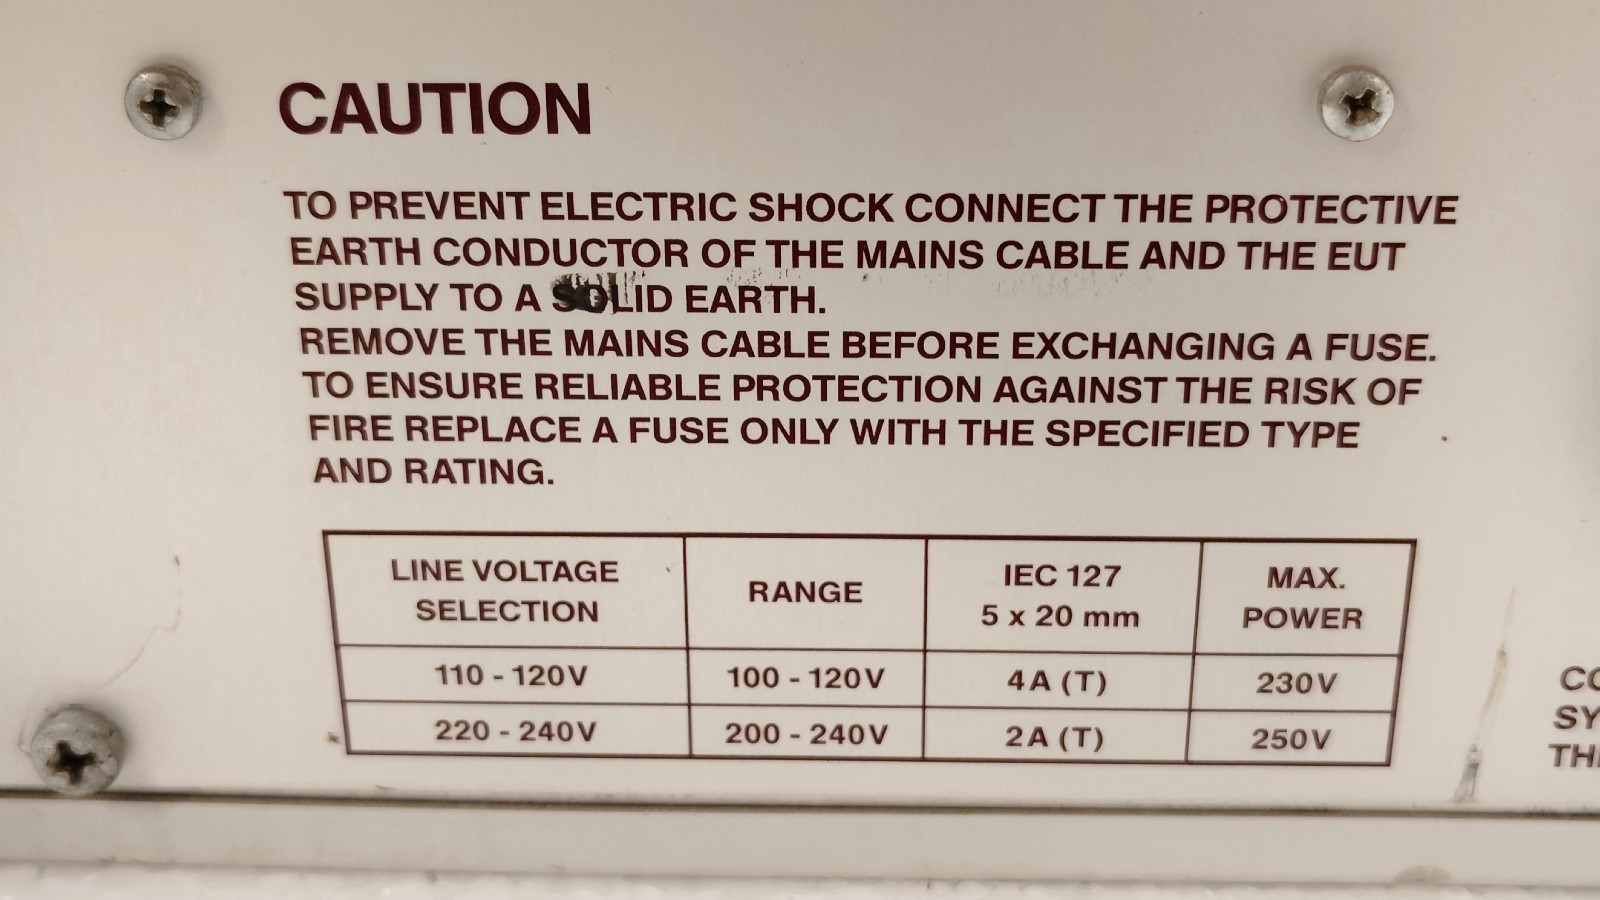 CAUTION
TO PREVENT ELECTRIC SHOCK CONNECT THE PROTECTIVE
EARTH CONDUCTOR OF THE MAINS CABLE AND THE EUT
SUPPLY TO A SOLID EARTH.
REMOVE THE MAINS CABLE BEFORE EXCHANGING A FUSE.
TO ENSURE RELIABLE PROTECTION AGAINST THE RISK OF
FIRE REPLACE A FUSE ONLY WITH THE SPECIFIED TYPE
AND RATING.
LINE VOLTAGE SELECTION RANGE IEC 127 5 x 20 mm MAX. POWER
110 - 120V 100 - 120V 4A (T) 230V
220 - 240V 200 - 240V 2A (T) 250V